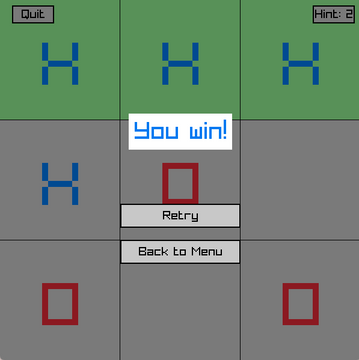 Quit Hint: 2
X X X
You win!
X O
Retry
Back to Menu
O O